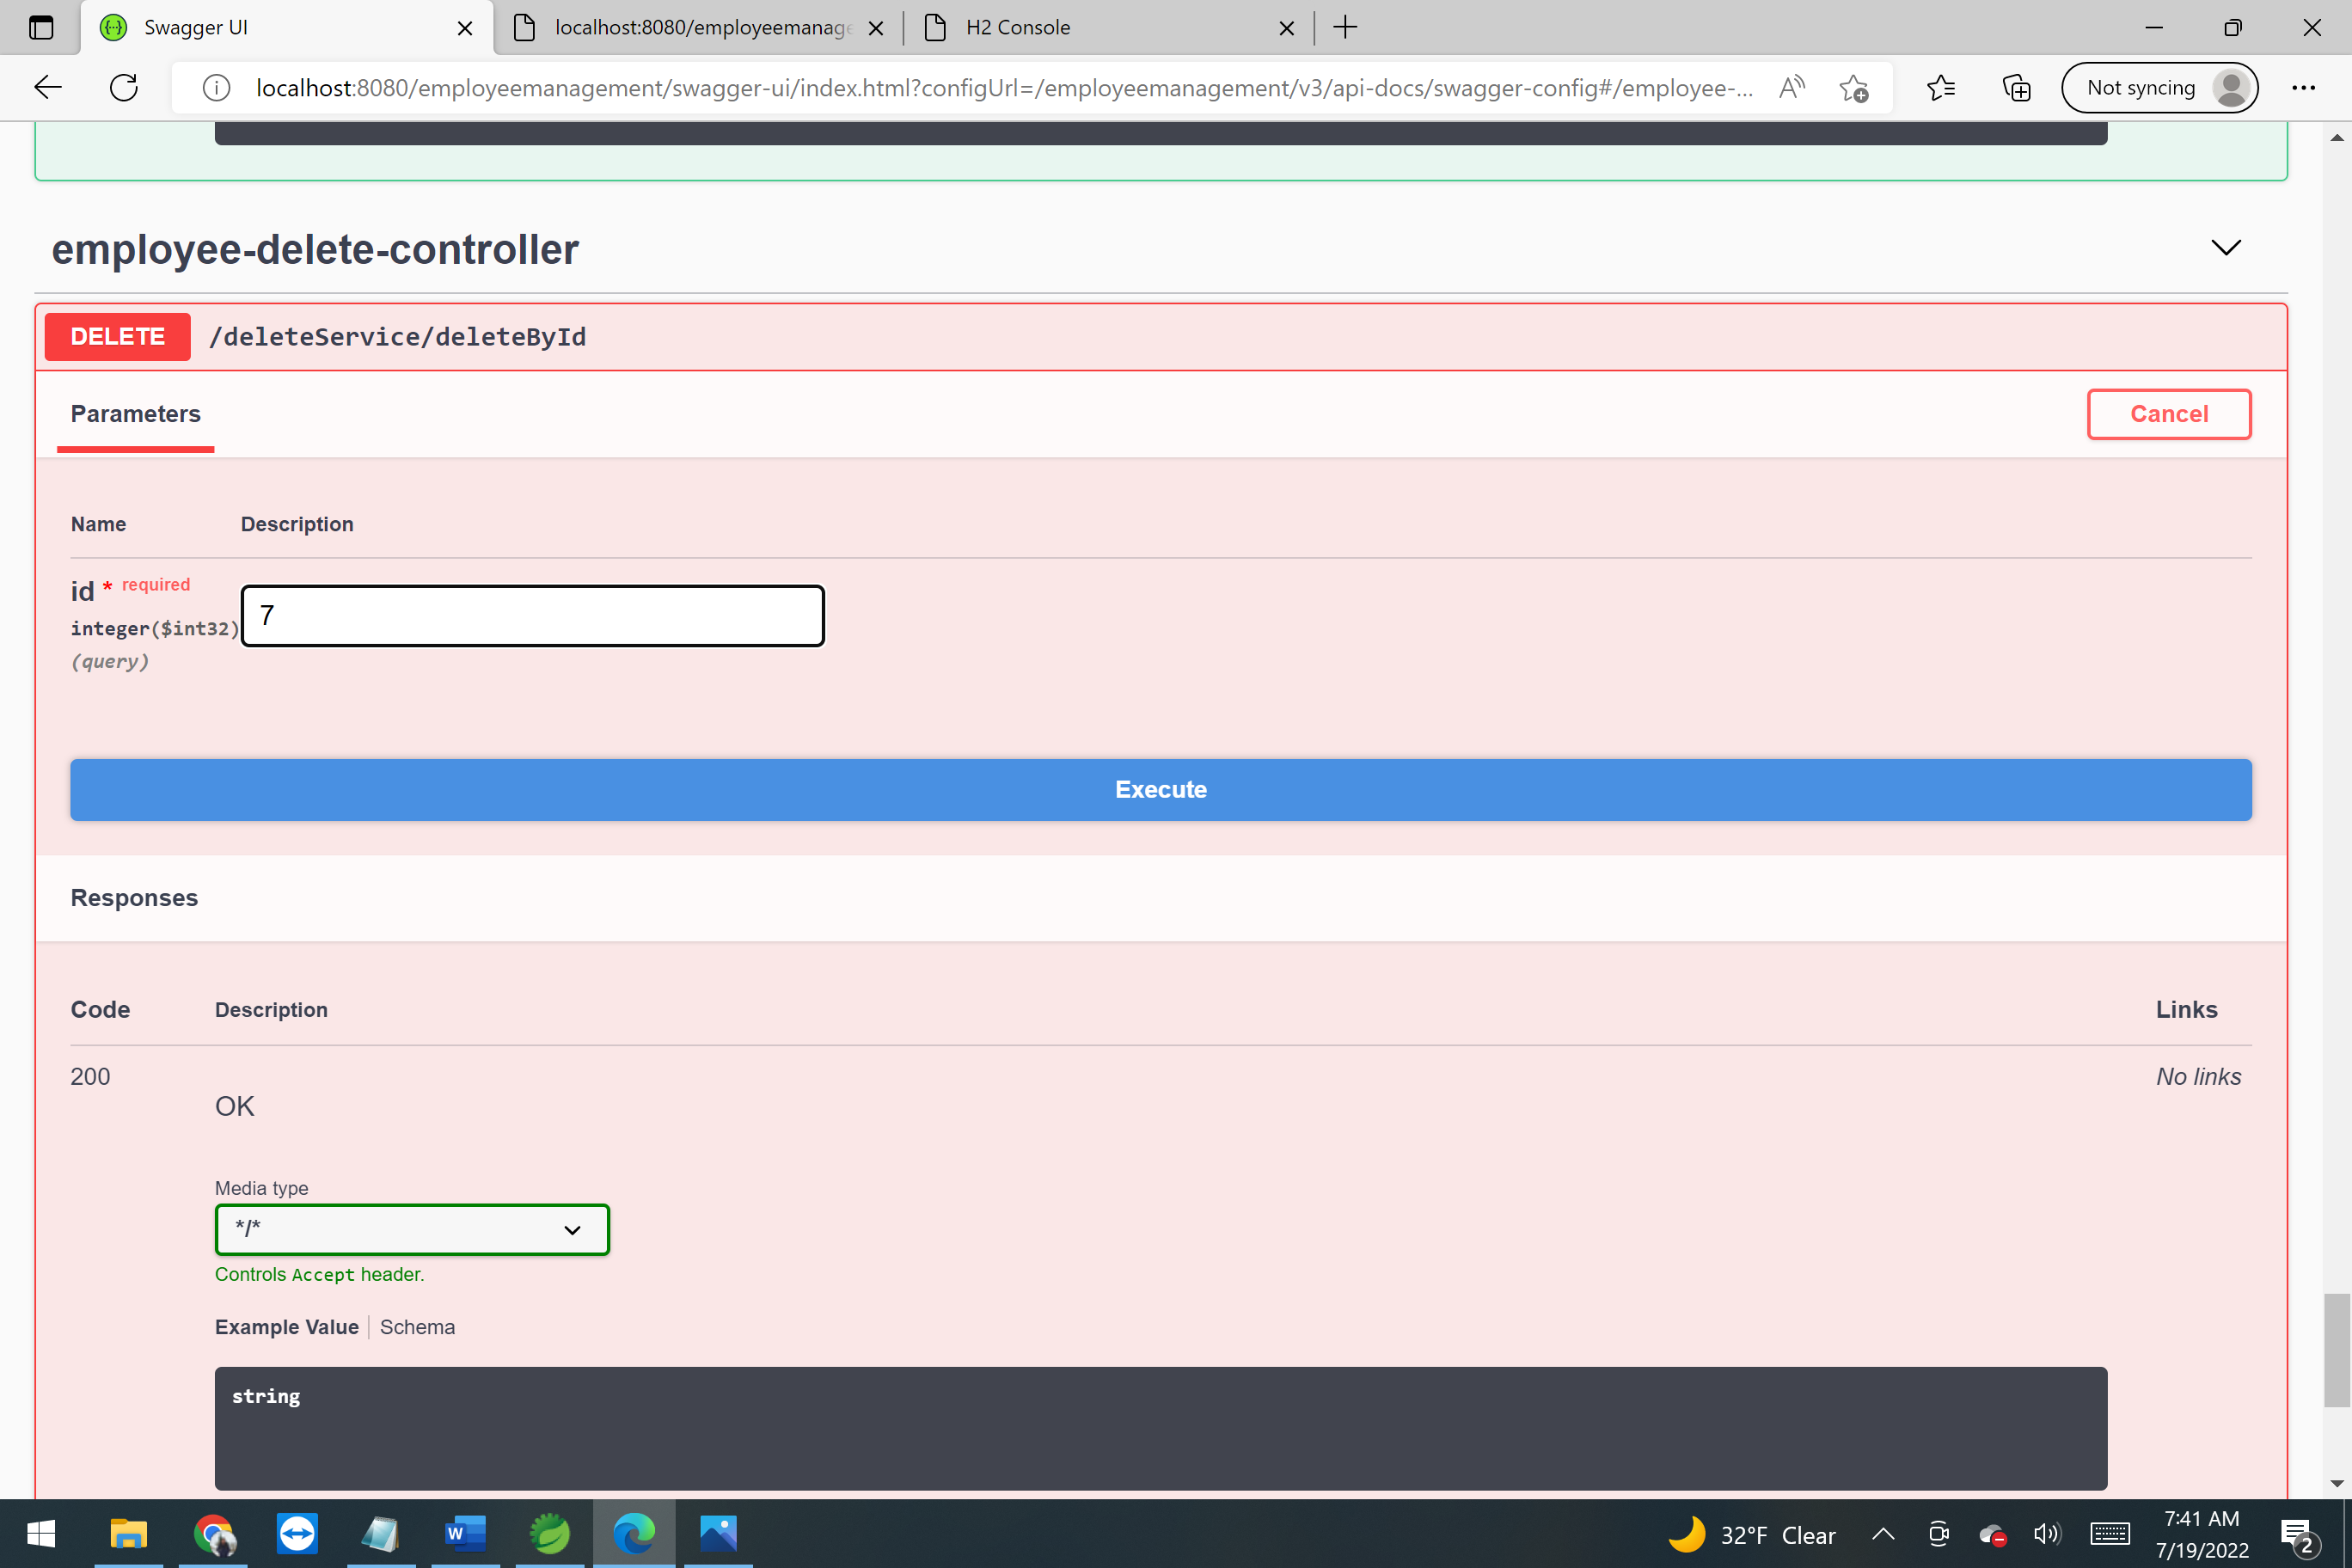 Swagger UI
localhost:8080/employeemanage
H2 Console
localhost:8080/employeemanagement/swagger-ui/index.html?configUrl=/employeemanagement/v3/api-docs/swagger-config#/employee-...
Not syncing
employee-delete-controller
DELETE /deleteService/deleteById
Parameters
Cancel
Name Description
id * required
integer($int32)
(query)
7
Execute
Responses
Code Description Links
200 No links
OK
Media type
*/*
Controls Accept header.
Example Value Schema
string
32°F Clear
7:41 AM
7/19/2022
2